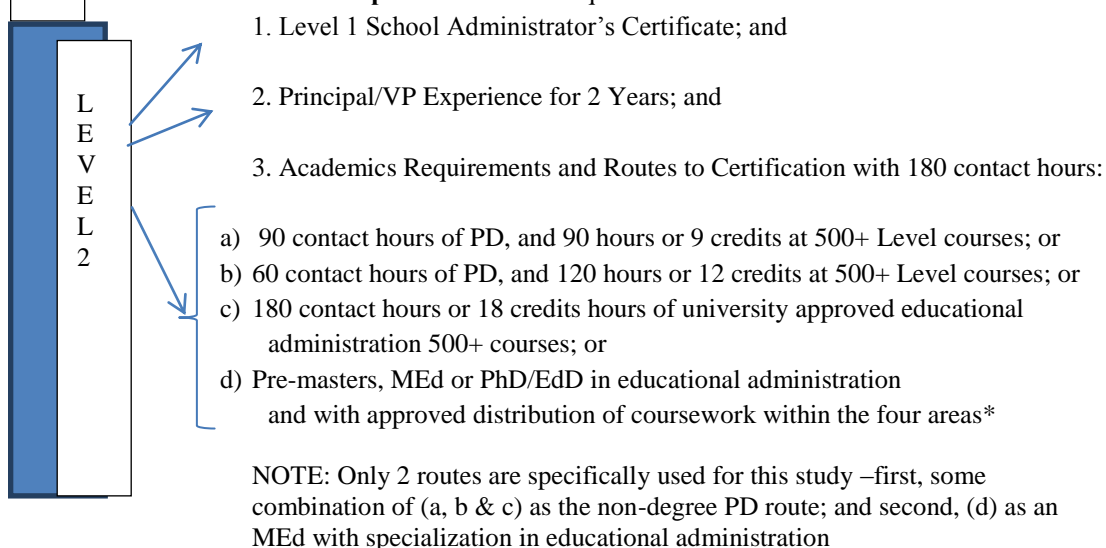 1. Level 1 School Administrator’s Certificate; and
2. Principal/VP Experience for 2 Years; and
3. Academics Requirements and Routes to Certification with 180 contact hours:
L
E
V
E
L
2
a) 90 contact hours of PD, and 90 hours or 9 credits at 500+ Level courses; or
b) 60 contact hours of PD, and 120 hours or 12 credits at 500+ Level courses; or
c) 180 contact hours or 18 credits hours of university approved educational
administration 500+ courses; or
d) Pre-masters, MEd or PhD/EdD in educational administration
and with approved distribution of coursework within the four areas*
NOTE: Only 2 routes are specifically used for this study –first, some
combination of (a, b & c) as the non-degree PD route; and second, (d) as an
MEd with specialization in educational administration